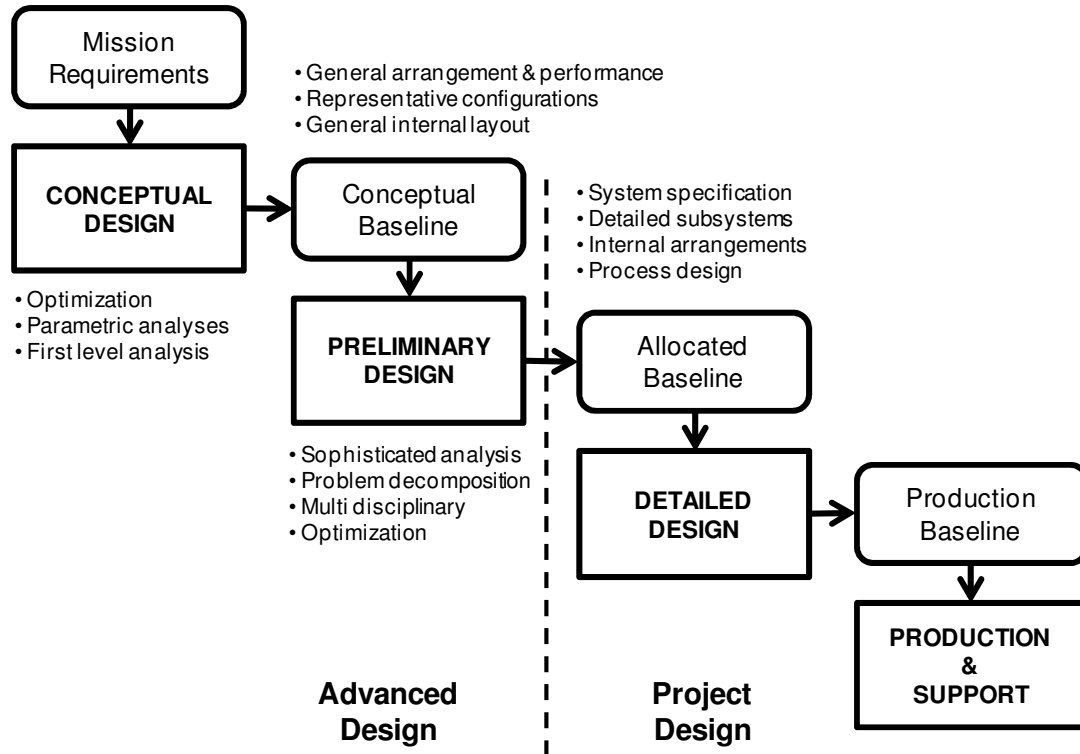 Mission
Requirements
• General arrangement & performance
• Representative configurations
• General internal layout
CONCEPTUAL
DESIGN
Conceptual
Baseline
• System specification
• Detailed subsystems
• Internal arrangements
• Process design
• Optimization
• Parametric analyses
• First level analysis
PRELIMINARY
DESIGN
Allocated
Baseline
• Sophisticated analysis
• Problem decomposition
• Multi disciplinary
• Optimization
DETAILED
DESIGN
Production
Baseline
PRODUCTION
&
SUPPORT
Advanced
Design
Project
Design